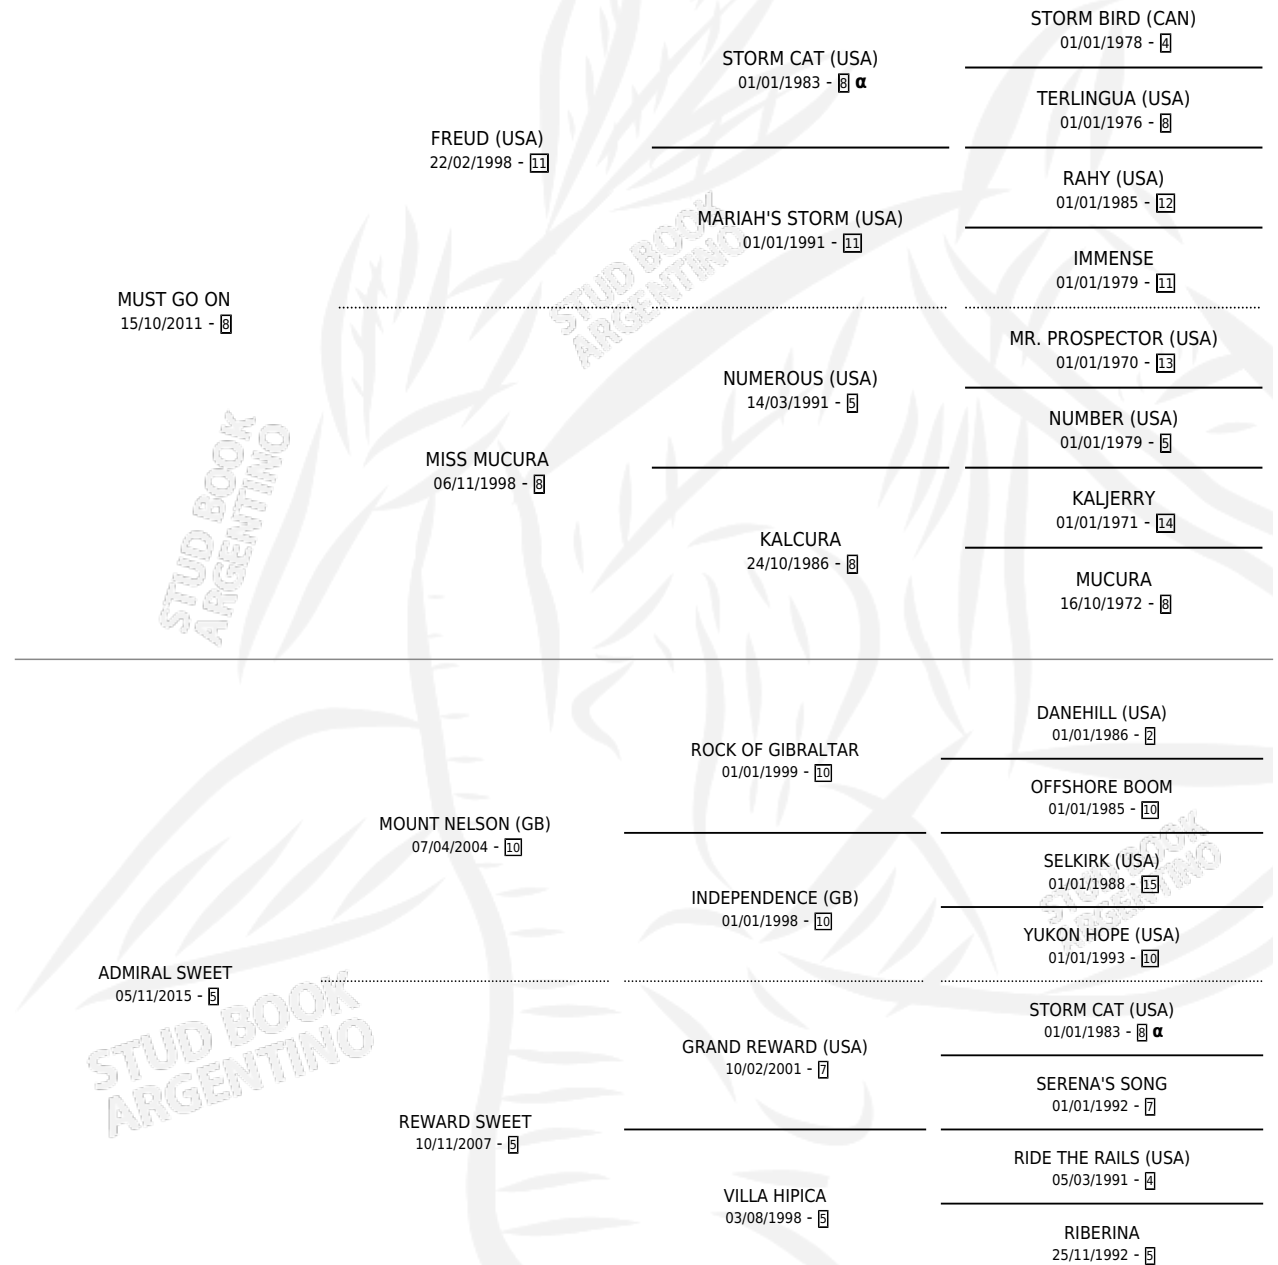 STORM BIRD (CAN)
01/01/1978 - 4
STORM CAT (USA)
01/01/1983 - 8 α
TERLINGUA (USA)
01/01/1976 - 8
FREUD (USA)
22/02/1998 - 11
RAHY (USA)
01/01/1985 - 12
MARIAH'S STORM (USA)
01/01/1991 - 11
IMMENSE
01/01/1979 - 11
MUST GO ON
15/10/2011 - 8
MR. PROSPECTOR (USA)
01/01/1970 - 13
NUMEROUS (USA)
14/03/1991 - 5
NUMBER (USA)
01/01/1979 - 5
MISS MUCURA
06/11/1998 - 8
KALJERRY
01/01/1971 - 14
KALCURA
24/10/1986 - 8
MUCURA
16/10/1972 - 8
STUD BOOK
ARGENTINO
STUD BOOK
ARGENTINO
DANEHILL (USA)
01/01/1986 - 2
ROCK OF GIBRALTAR
01/01/1999 - 10
OFFSHORE BOOM
01/01/1985 - 10
MOUNT NELSON (GB)
07/04/2004 - 10
SELKIRK (USA)
01/01/1988 - 15
INDEPENDENCE (GB)
01/01/1998 - 10
YUKON HOPE (USA)
01/01/1993 - 10
ADMIRAL SWEET
05/11/2015 - 5
STORM CAT (USA)
01/01/1983 - 8 α
GRAND REWARD (USA)
10/02/2001 - 7
SERENA'S SONG
01/01/1992 - 7
REWARD SWEET
10/11/2007 - 5
RIDE THE RAILS (USA)
05/03/1991 - 4
VILLA HIPICA
03/08/1998 - 5
RIBERINA
25/11/1992 - 5
STUD BOOK
ARGENTINO
STUD BOOK
ARGENTINO